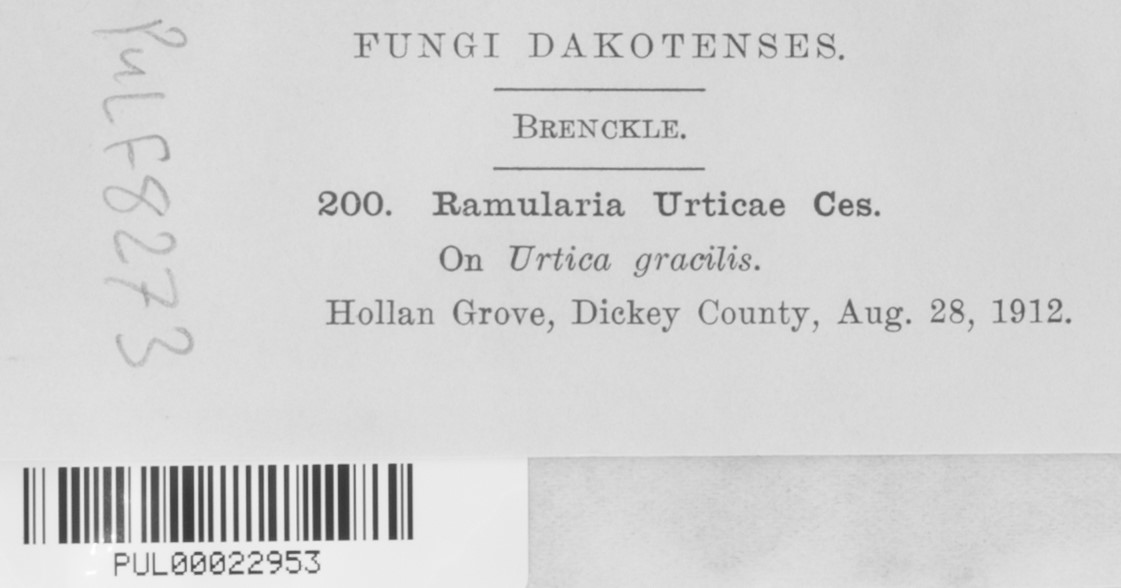 FUNGI DAKOTENSES.
BRENCKLE.
200. Ramularia Urticae Ces.
On Urtica gracilis.
Hollan Grove, Dickey County, Aug. 28, 1912.
PUL F8273
PUL00022953